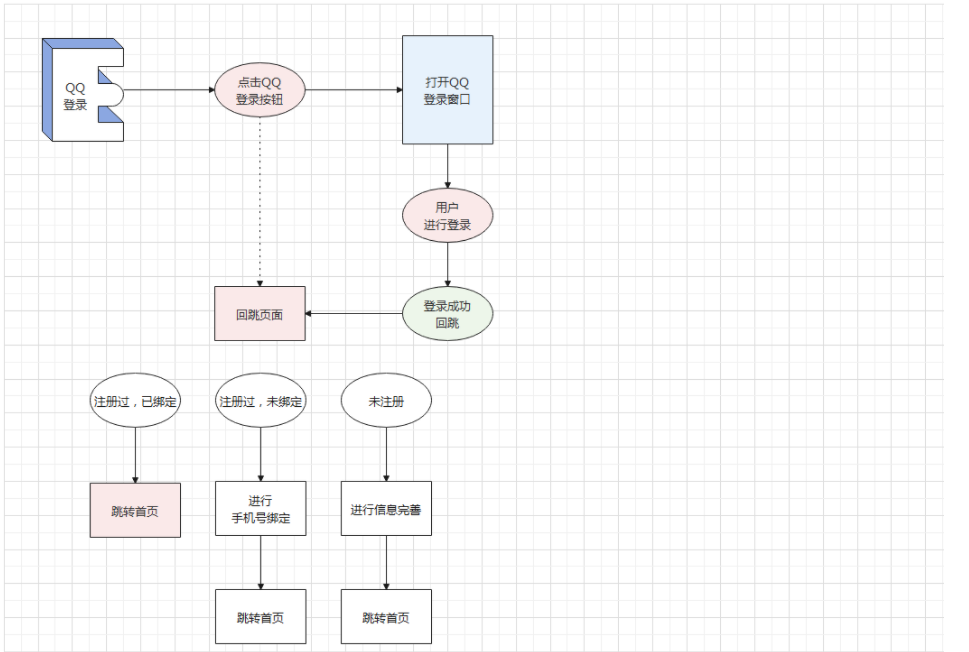 QQ
登录
点击QQ
登录按钮
打开QQ
登录窗口
用户
进行登录
登录成功
回跳
回跳页面
注册过，已绑定
注册过，未绑定
未注册
跳转首页
进行
手机号绑定
进行信息完善
跳转首页
跳转首页